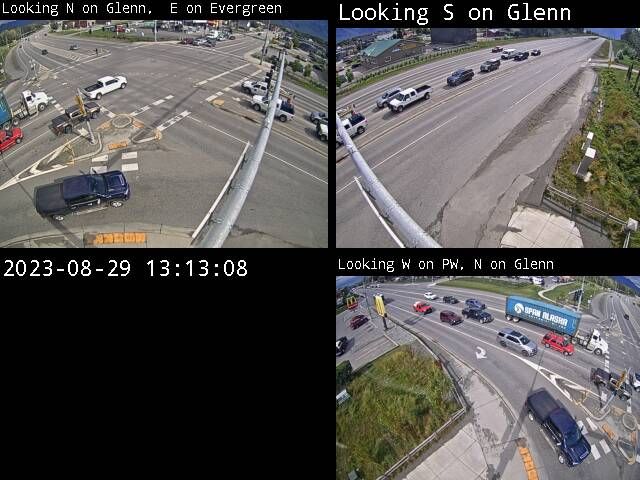 Looking N on Glenn, E on Evergreen
Looking S on Glenn
2023-08-29 13:13:08
Looking W on PW, N on Glenn
SPAN ALASKA